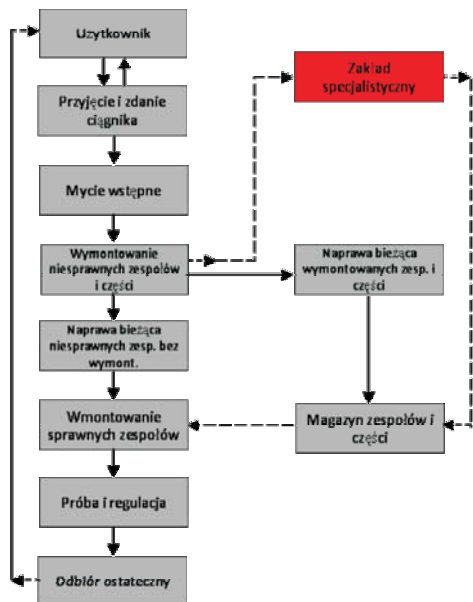 Użytkownik
Zakład
specjalistyczny
Przyjęcie i zdanie
ciągnika
Mycie wstępne
Wymontowanie
niesprawnych zespołów
i części
Naprawa bieżąca
wymontowanych zesp. i
części
Naprawa bieżąca
niesprawnych zesp. bez
wymont.
Wmontowanie
sprawnych zespołów
Magazyn zespołów i
części
Próba i regulacja
Odbiór ostateczny